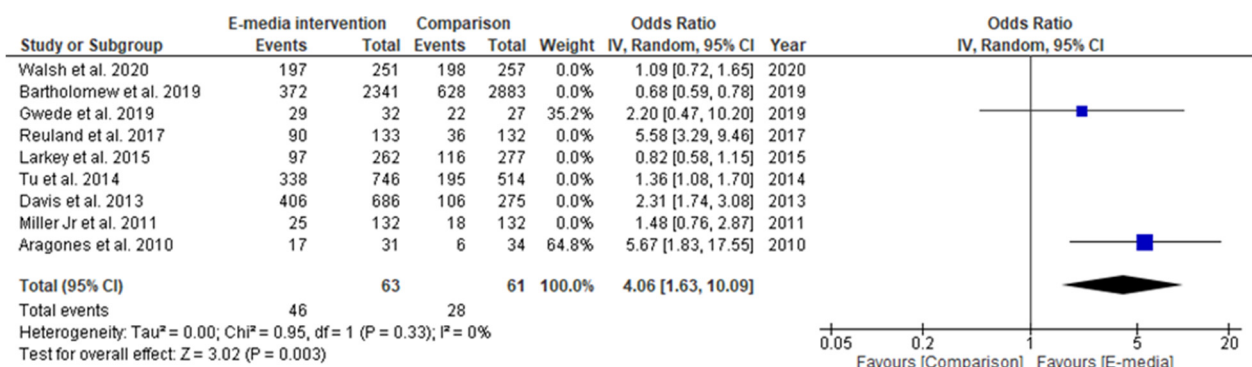 E-media intervention Comparison Odds Ratio Odds Ratio
Study or Subgroup Events Total Events Total Weight IV, Random, 95% CI Year IV, Random, 95% CI
Walsh et al. 2020 197 251 198 257 0.0% 1.09 [0.72, 1.65] 2020
Bartholomew et al. 2019 372 2341 628 2883 0.0% 0.68 [0.59, 0.78] 2019
Gwede et al. 2019 29 32 22 27 35.2% 2.20 [0.47, 10.20] 2019
Reuland et al. 2017 90 133 36 132 0.0% 5.58 [3.29, 9.46] 2017
Larkey et al. 2015 97 262 116 277 0.0% 0.82 [0.58, 1.15] 2015
Tu et al. 2014 338 746 195 514 0.0% 1.36 [1.08, 1.70] 2014
Davis et al. 2013 406 686 106 275 0.0% 2.31 [1.74, 3.08] 2013
Miller Jr et al. 2011 25 132 18 132 0.0% 1.48 [0.76, 2.87] 2011
Aragones et al. 2010 17 31 6 34 64.8% 5.67 [1.83, 17.55] 2010
Total (95% CI) 63 61 100.0% 4.06 [1.63, 10.09]
Total events 46 28
Heterogeneity: Tau² = 0.00; Chi² = 0.95, df = 1 (P = 0.33); I² = 0%
Test for overall effect: Z = 3.02 (P = 0.003)
0.05 0.2 1 5 20
Favours [Comparison] Favours [E-media]